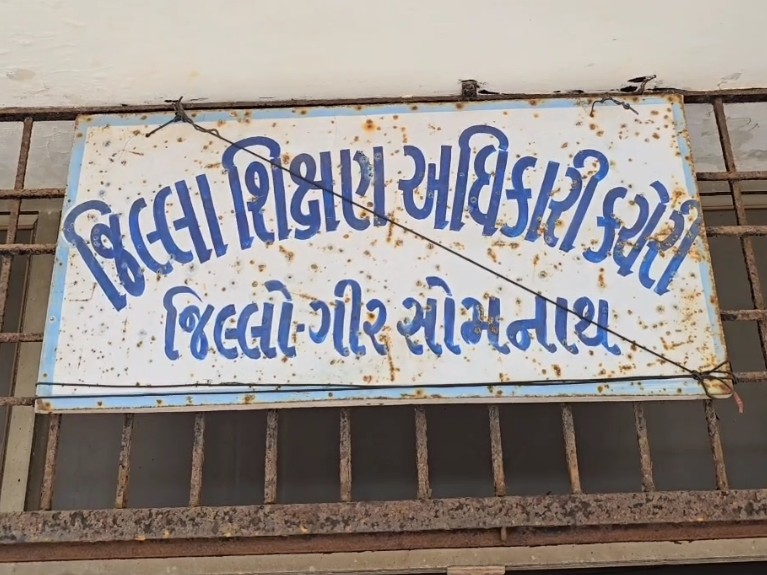 જિલ્લા શિક્ષણ અધિકારી કચેરી
જિલ્લો-ગીર સોમનાથ